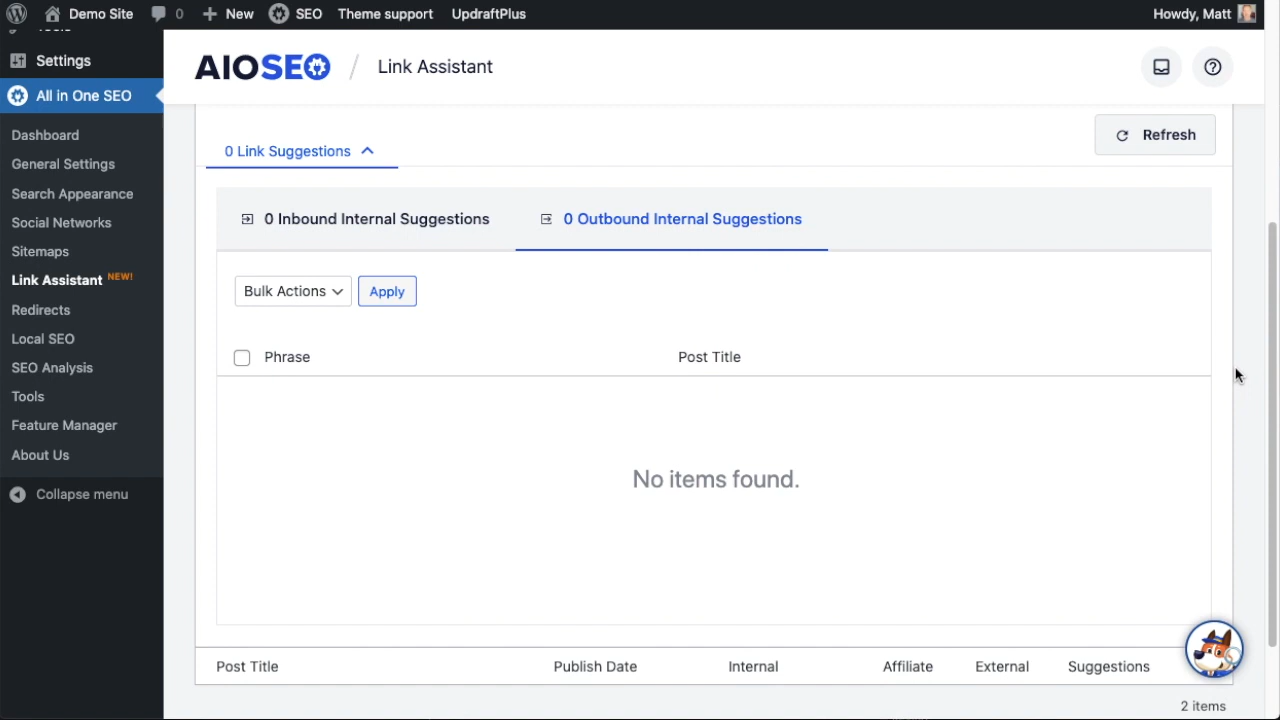 Demo Site
0
New
SEO
Theme support
UpdraftPlus
Howdy, Matt
Tools
Settings
All in One SEO
Dashboard
General Settings
Search Appearance
Social Networks
Sitemaps
Link Assistant NEW!
Redirects
Local SEO
SEO Analysis
Tools
Feature Manager
About Us
Collapse menu
AIOSEO / Link Assistant
Refresh
0 Link Suggestions
0 Inbound Internal Suggestions
0 Outbound Internal Suggestions
Bulk Actions
Apply
Phrase
Post Title
No items found.
Post Title
Publish Date
Internal
Affiliate
External
Suggestions
2 items